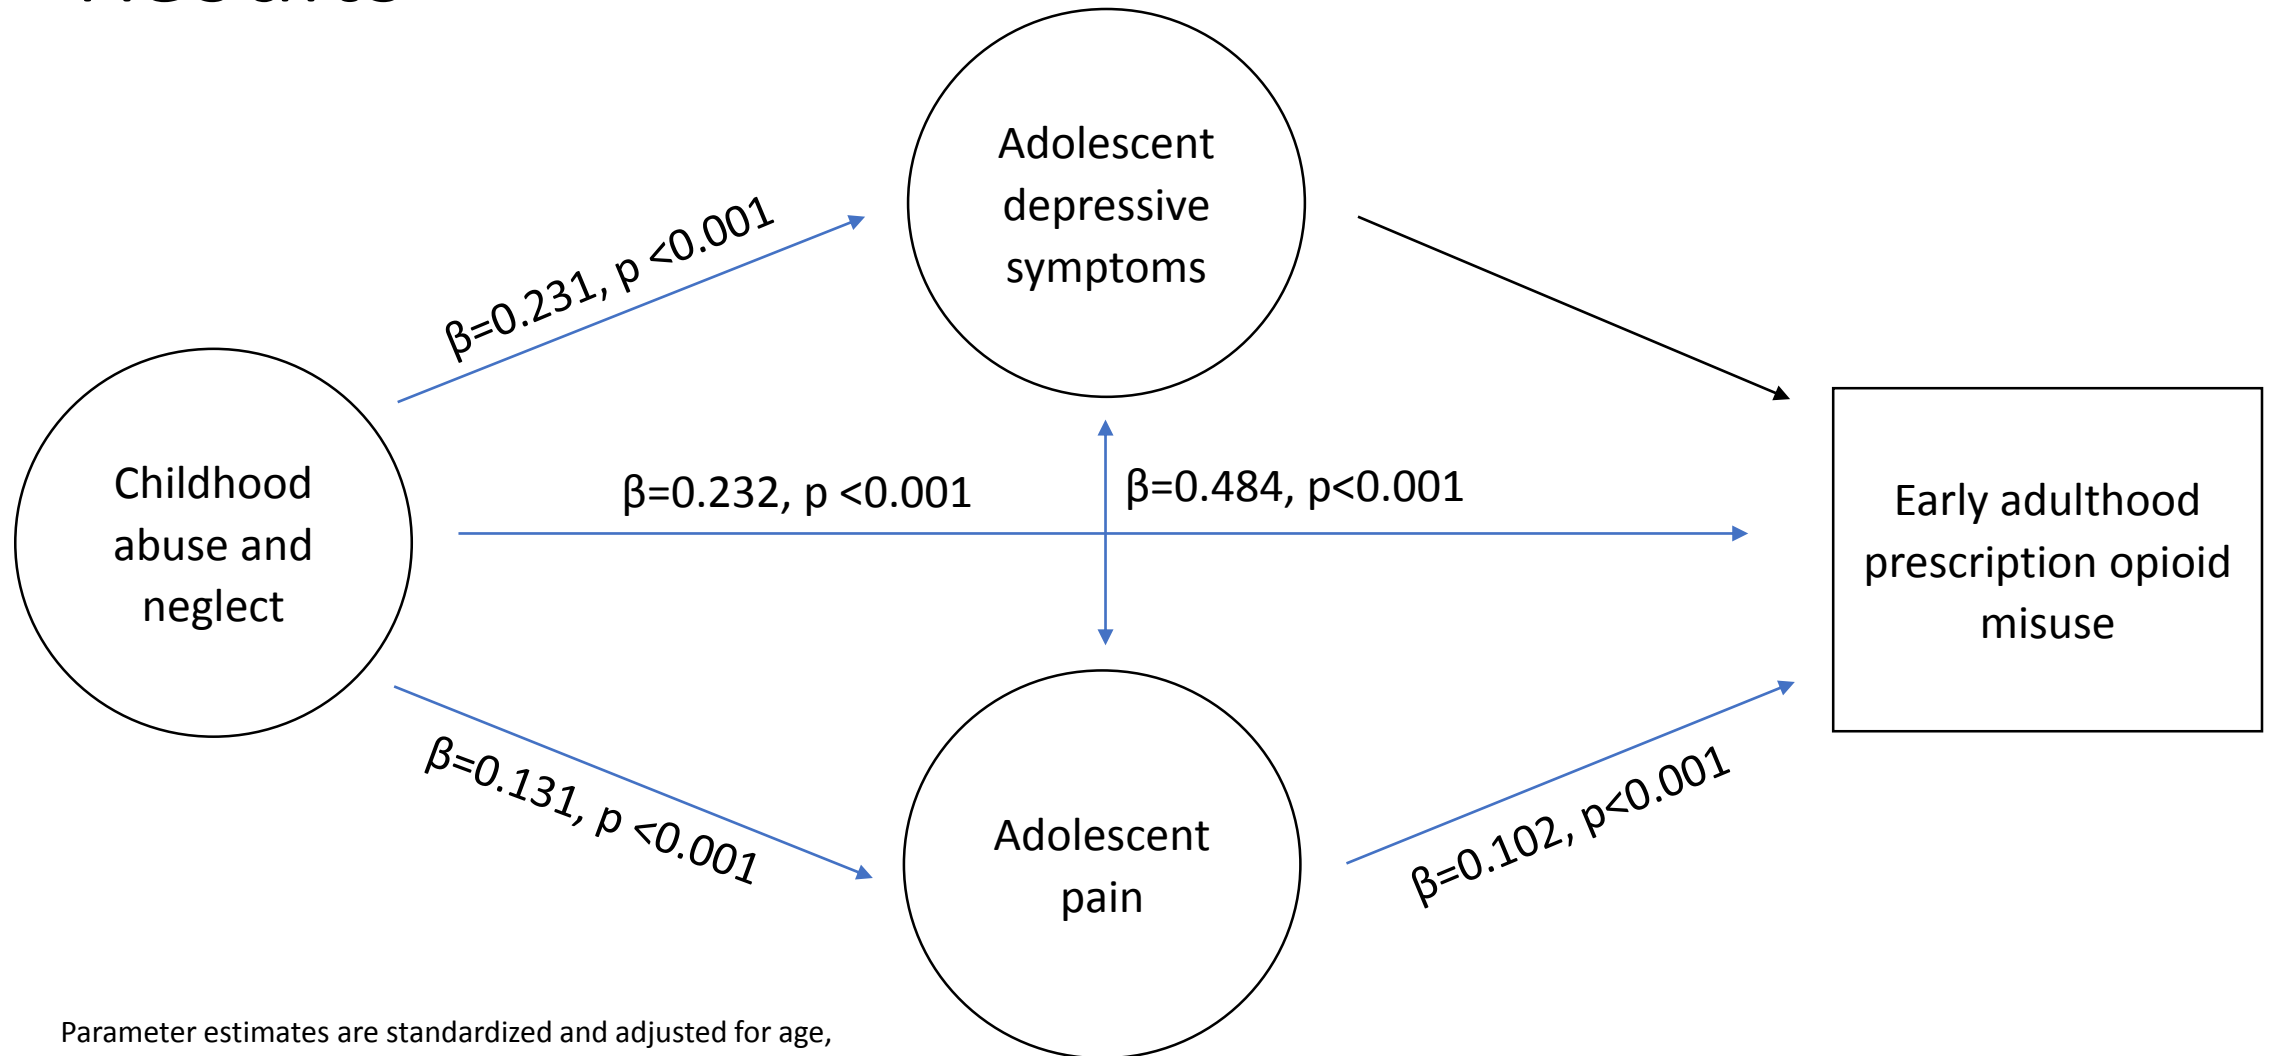 Adolescent
depressive
symptoms
β=0.231, p <0.001
Childhood
abuse and
neglect
β=0.232, p <0.001
β=0.484, p<0.001
Early adulthood
prescription opioid
misuse
β=0.131, p <0.001
Adolescent
pain
β=0.102, p<0.001
Parameter estimates are standardized and adjusted for age,